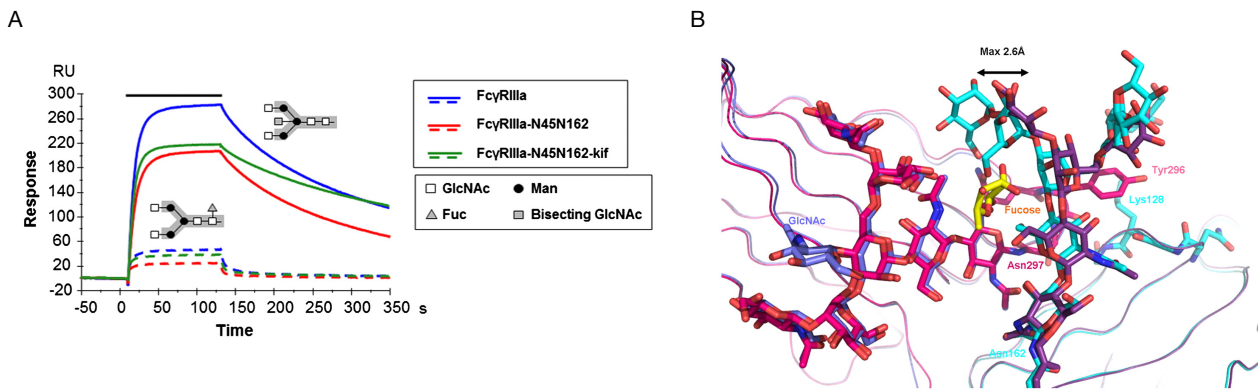 A
RU
300
260
220
180
140
100
60
20
-20
Response
-50 0 50 100 150 200 250 300 350 s
Time
FcγRIIIa
FcγRIIIa-N45N162
FcγRIIIa-N45N162-kif
GlcNAc Man
Fuc Bisecting GlcNAc
B
Max 2.6Å
Tyr296
Lys128
Fucose
GlcNAc
Asn297
Asn162